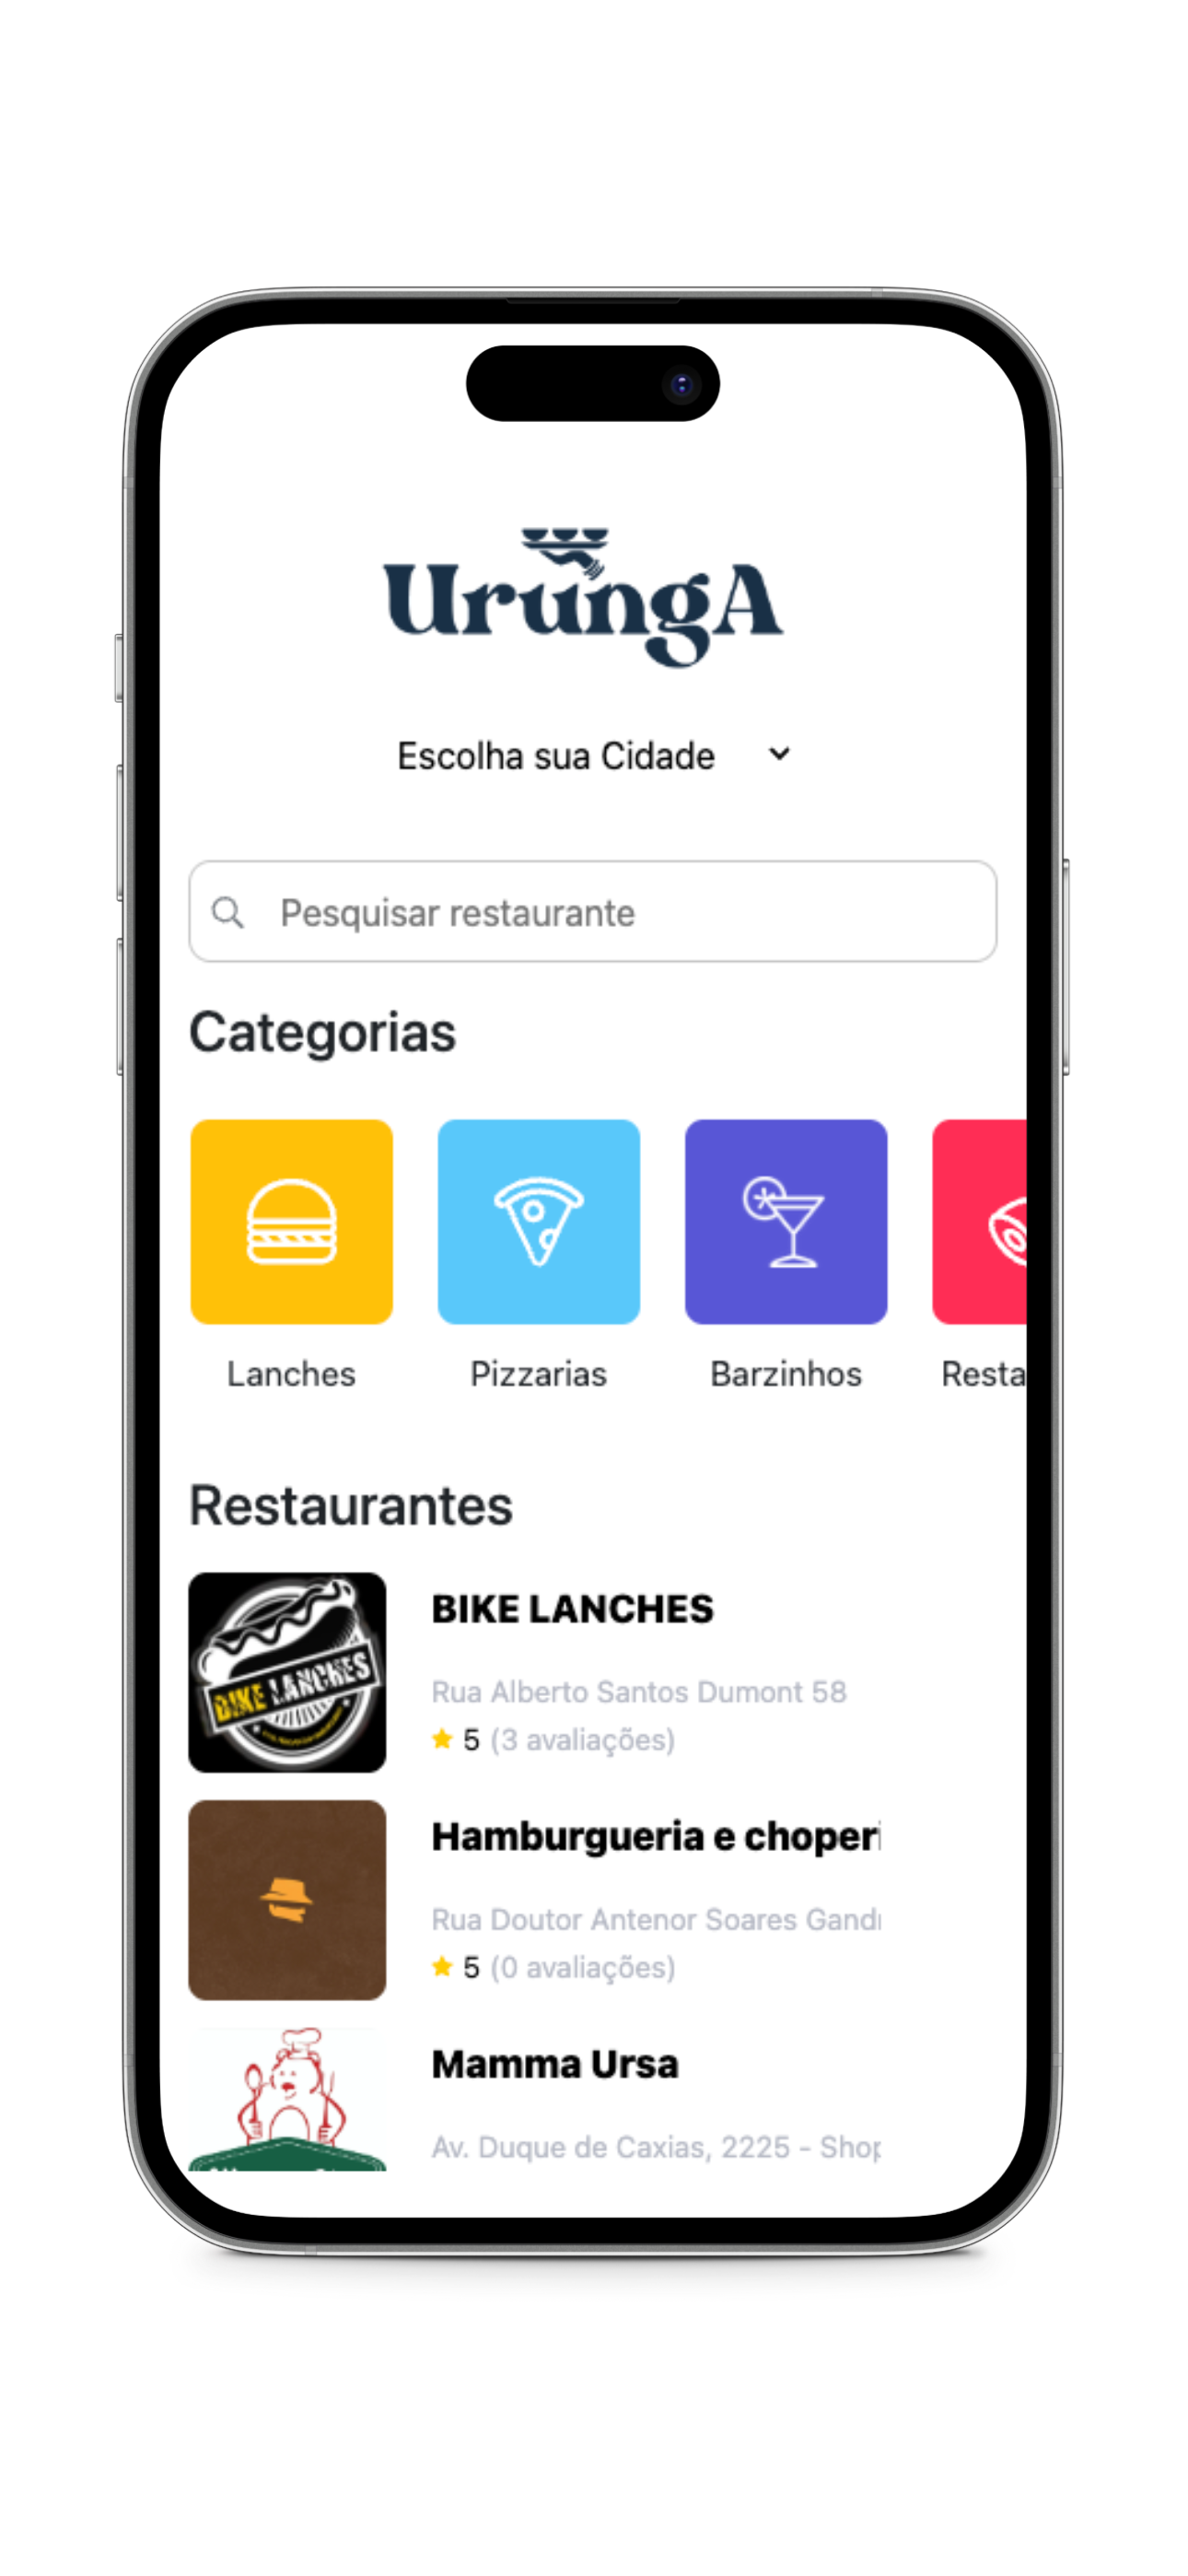 UrungA
Escolha sua Cidade
Pesquisar restaurante
Categorias
Lanches
Pizzarias
Barzinhos
Resta
Restaurantes
BIKE LANCHES
BIKE LANCHES
Rua Alberto Santos Dumont 58
5 (3 avaliações)
Hamburgueria e choperi
Rua Doutor Antenor Soares Gand
5 (0 avaliações)
Mamma Ursa
Av. Duque de Caxias, 2225 - Shop